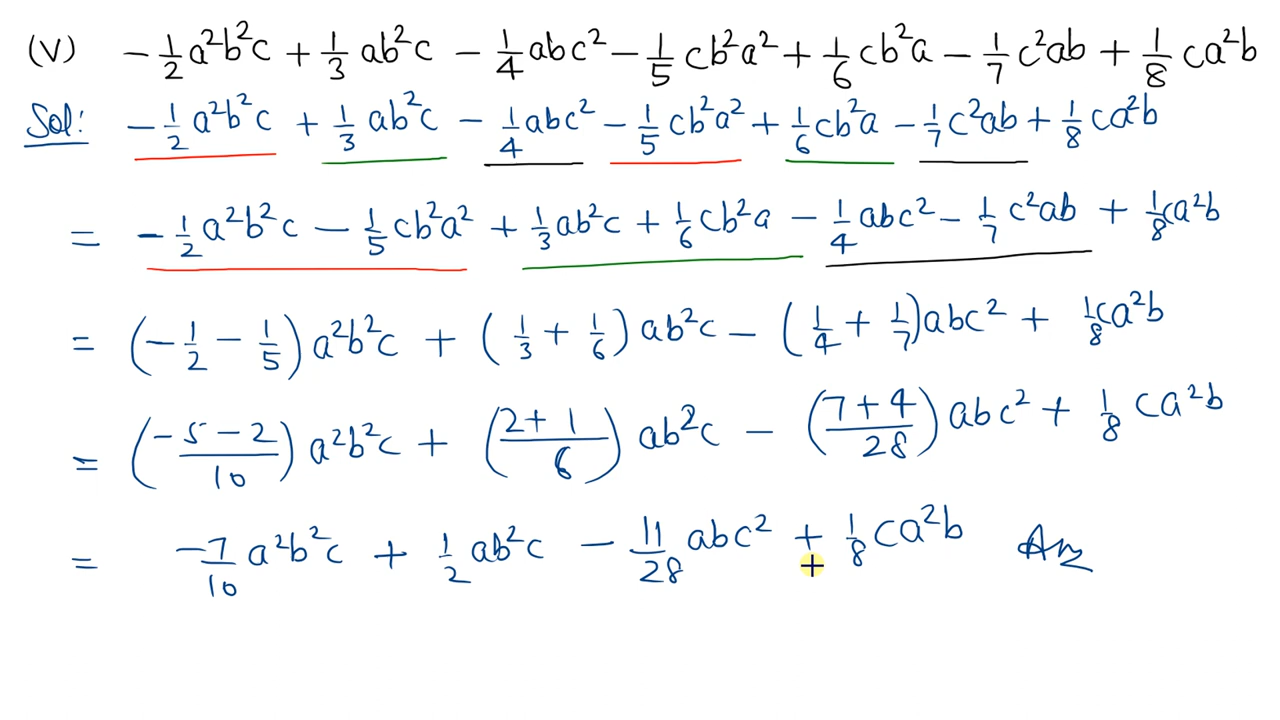 (V) -1/2 a²b²c + 1/3 ab²c - 1/4 abc² - 1/5 cb²a² + 1/6 cb²a - 1/7 c²ab + 1/8 ca²b
Sol: -1/2 a²b²c + 1/3 ab²c - 1/4 abc² - 1/5 cb²a² + 1/6 cb²a - 1/7 c²ab + 1/8 ca²b
= -1/2 a²b²c - 1/5 cb²a² + 1/3 ab²c + 1/6 cb²a - 1/4 abc² - 1/7 c²ab + 1/8 ca²b
= (-1/2 - 1/5) a²b²c + (1/3 + 1/6) ab²c - (1/4 + 1/7) abc² + 1/8 ca²b
= ((-5-2)/10) a²b²c + ((2+1)/6) ab²c - ((7+4)/28) abc² + 1/8 ca²b
= -7/10 a²b²c + 1/2 ab²c - 11/28 abc² + 1/8 ca²b Ans